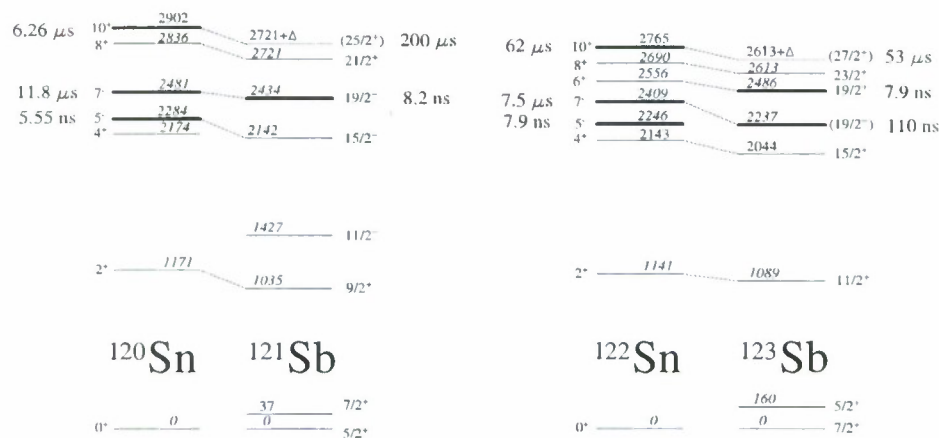 6.26 μs 10⁺ 2902 2721+Δ (25/2⁺) 200 μs
8⁺ 2836 2721 21/2⁺
11.8 μs 7⁻ 2481 2434 19/2⁻ 8.2 ns
5.55 ns 5⁻ 2284
4⁺ 2174 2142 15/2⁻
1427 11/2⁻
2⁺ 1171 1035 9/2⁺
¹²⁰Sn ¹²¹Sb
37 7/2⁺
0⁺ 0 0 5/2⁺
62 μs 10⁺ 2765 2613+Δ (27/2⁺) 53 μs
8⁺ 2690 2613 23/2⁺
6⁺ 2556 2486 19/2⁺ 7.9 ns
7.5 μs 7⁻ 2409
7.9 ns 5⁻ 2246 2237 (19/2⁻) 110 ns
4⁺ 2143 2044 15/2⁺
2⁺ 1141 1089 11/2⁺
¹²²Sn ¹²³Sb
160 5/2⁺
0⁺ 0 0 7/2⁺